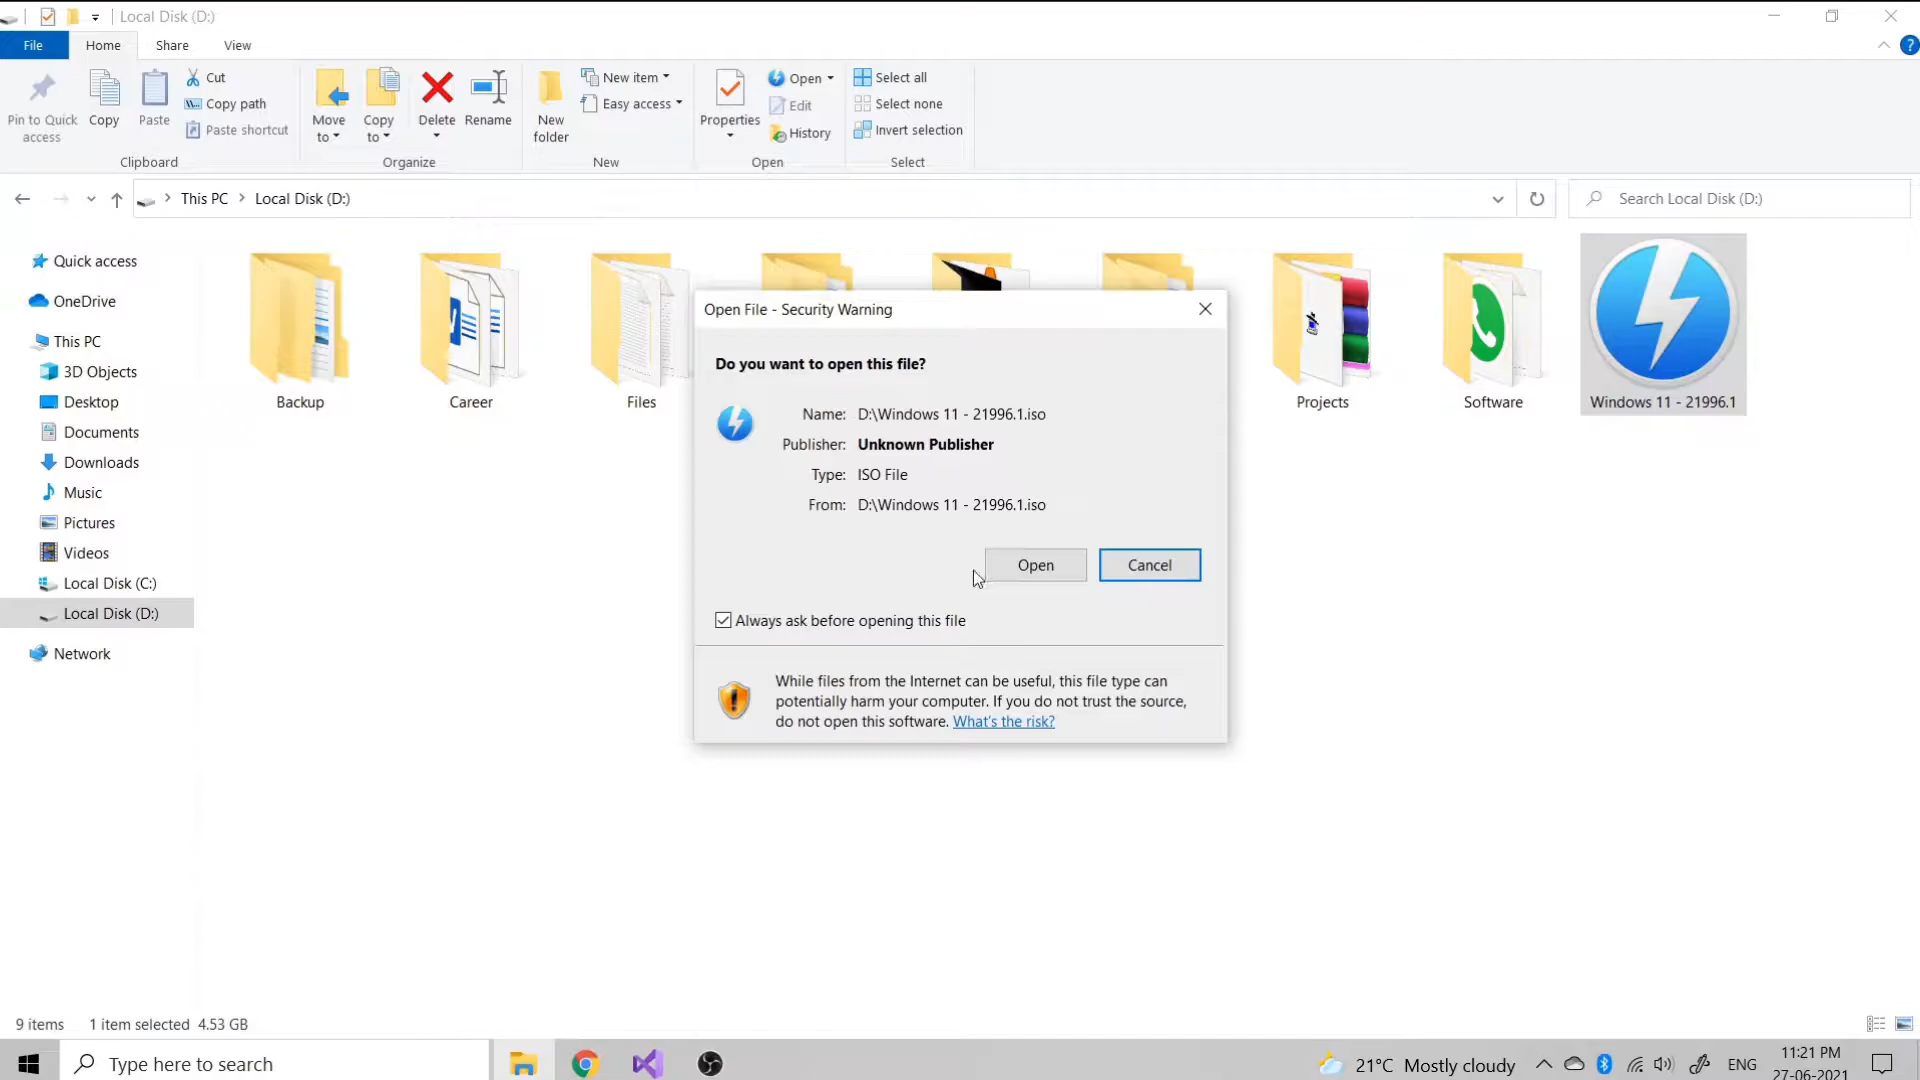 Local Disk (D:)
File
Home
Share
View
?
Pin to Quick access
Copy
Paste
Cut
Copy path
Paste shortcut
Clipboard
Move to
Copy to
Delete
Rename
Organize
New folder
New item
Easy access
New
Properties
Open
Edit
History
Open
Select all
Select none
Invert selection
Select
This PC
Local Disk (D:)
Search Local Disk (D:)
Quick access
OneDrive
This PC
3D Objects
Desktop
Documents
Downloads
Music
Pictures
Videos
Local Disk (C:)
Local Disk (D:)
Network
Backup
Career
Files
Projects
Software
Windows 11 - 21996.1
Open File - Security Warning
Do you want to open this file?
Name: D:\Windows 11 - 21996.1.iso
Publisher: Unknown Publisher
Type: ISO File
From: D:\Windows 11 - 21996.1.iso
Open
Cancel
Always ask before opening this file
While files from the Internet can be useful, this file type can
potentially harm your computer. If you do not trust the source,
do not open this software. What's the risk?
9 items
1 item selected 4.53 GB
Type here to search
21°C Mostly cloudy
ENG
11:21 PM
27-06-2021